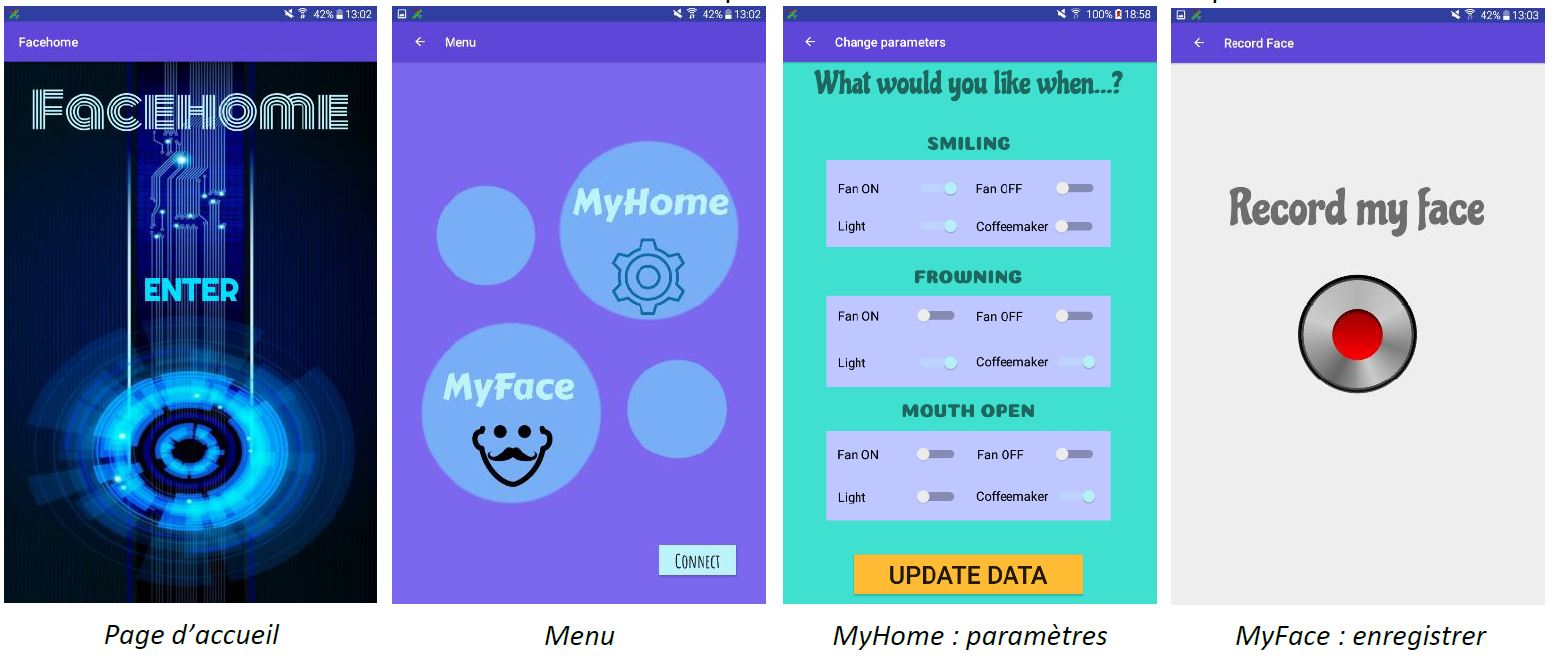 42% 13:02
Facehome
FACEHOME
ENTER
Page d’accueil
42% 13:02
Menu
MyHome
MyFace
CONNECT
Menu
100% 18:58
Change parameters
What would you like when...?
SMILING
Fan ON Fan OFF
Light Coffeemaker
FROWNING
Fan ON Fan OFF
Light Coffeemaker
MOUTH OPEN
Fan ON Fan OFF
Light Coffeemaker
UPDATE DATA
MyHome : paramètres
42% 13:03
Record Face
Record my face
MyFace : enregistrer